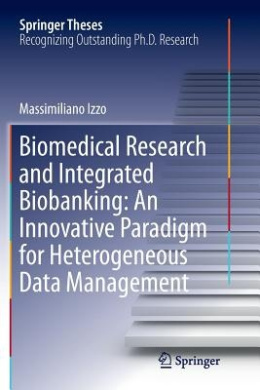 Springer Theses
Recognizing Outstanding Ph.D. Research
Massimiliano Izzo
Biomedical Research
and Integrated
Biobanking: An
Innovative Paradigm
for Heterogeneous
Data Management
Springer